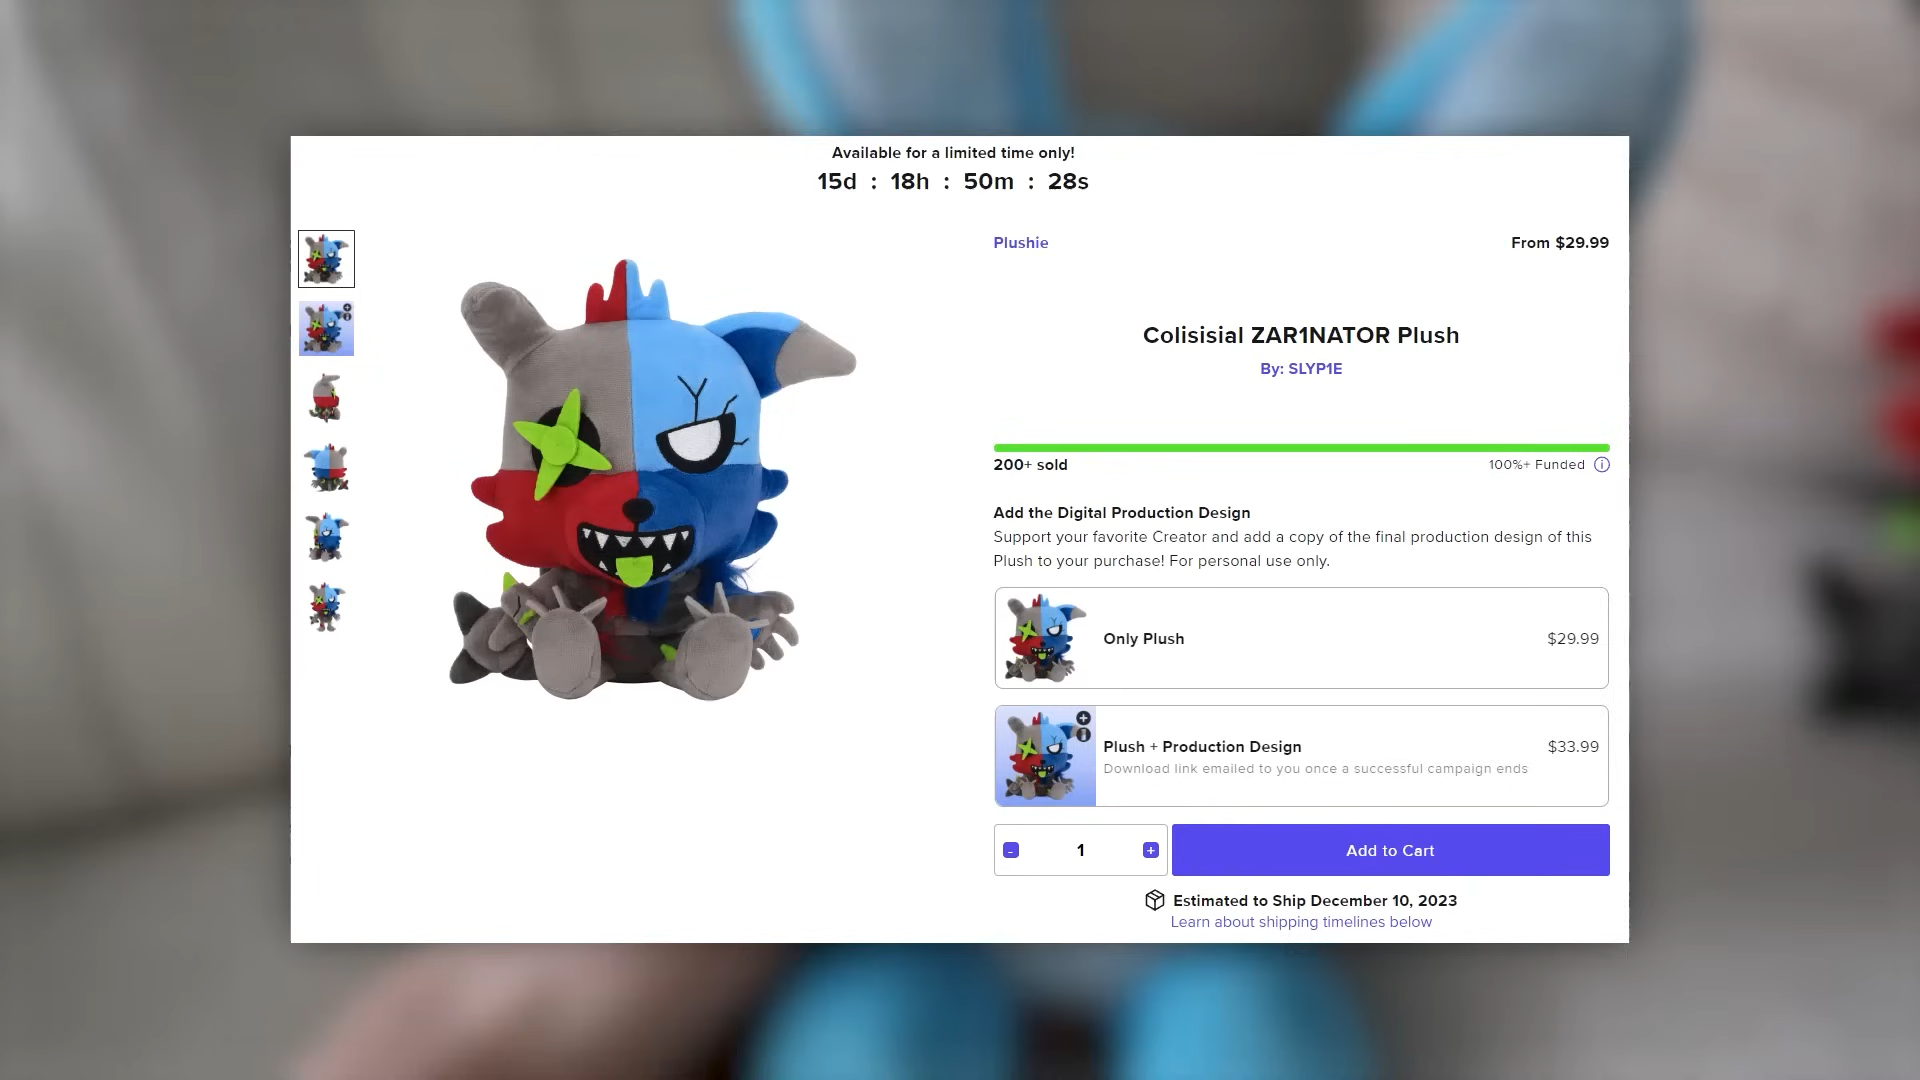 Available for a limited time only!
15d : 18h : 50m : 28s
Plushie
From $29.99
Colisisial ZAR1NATOR Plush
By: SLYP1E
200+ sold
100%+ Funded
Add the Digital Production Design
Support your favorite Creator and add a copy of the final production design of this
Plush to your purchase! For personal use only.
Only Plush
$29.99
Plush + Production Design
$33.99
Download link emailed to you once a successful campaign ends
- 1 +
Add to Cart
Estimated to Ship December 10, 2023
Learn about shipping timelines below